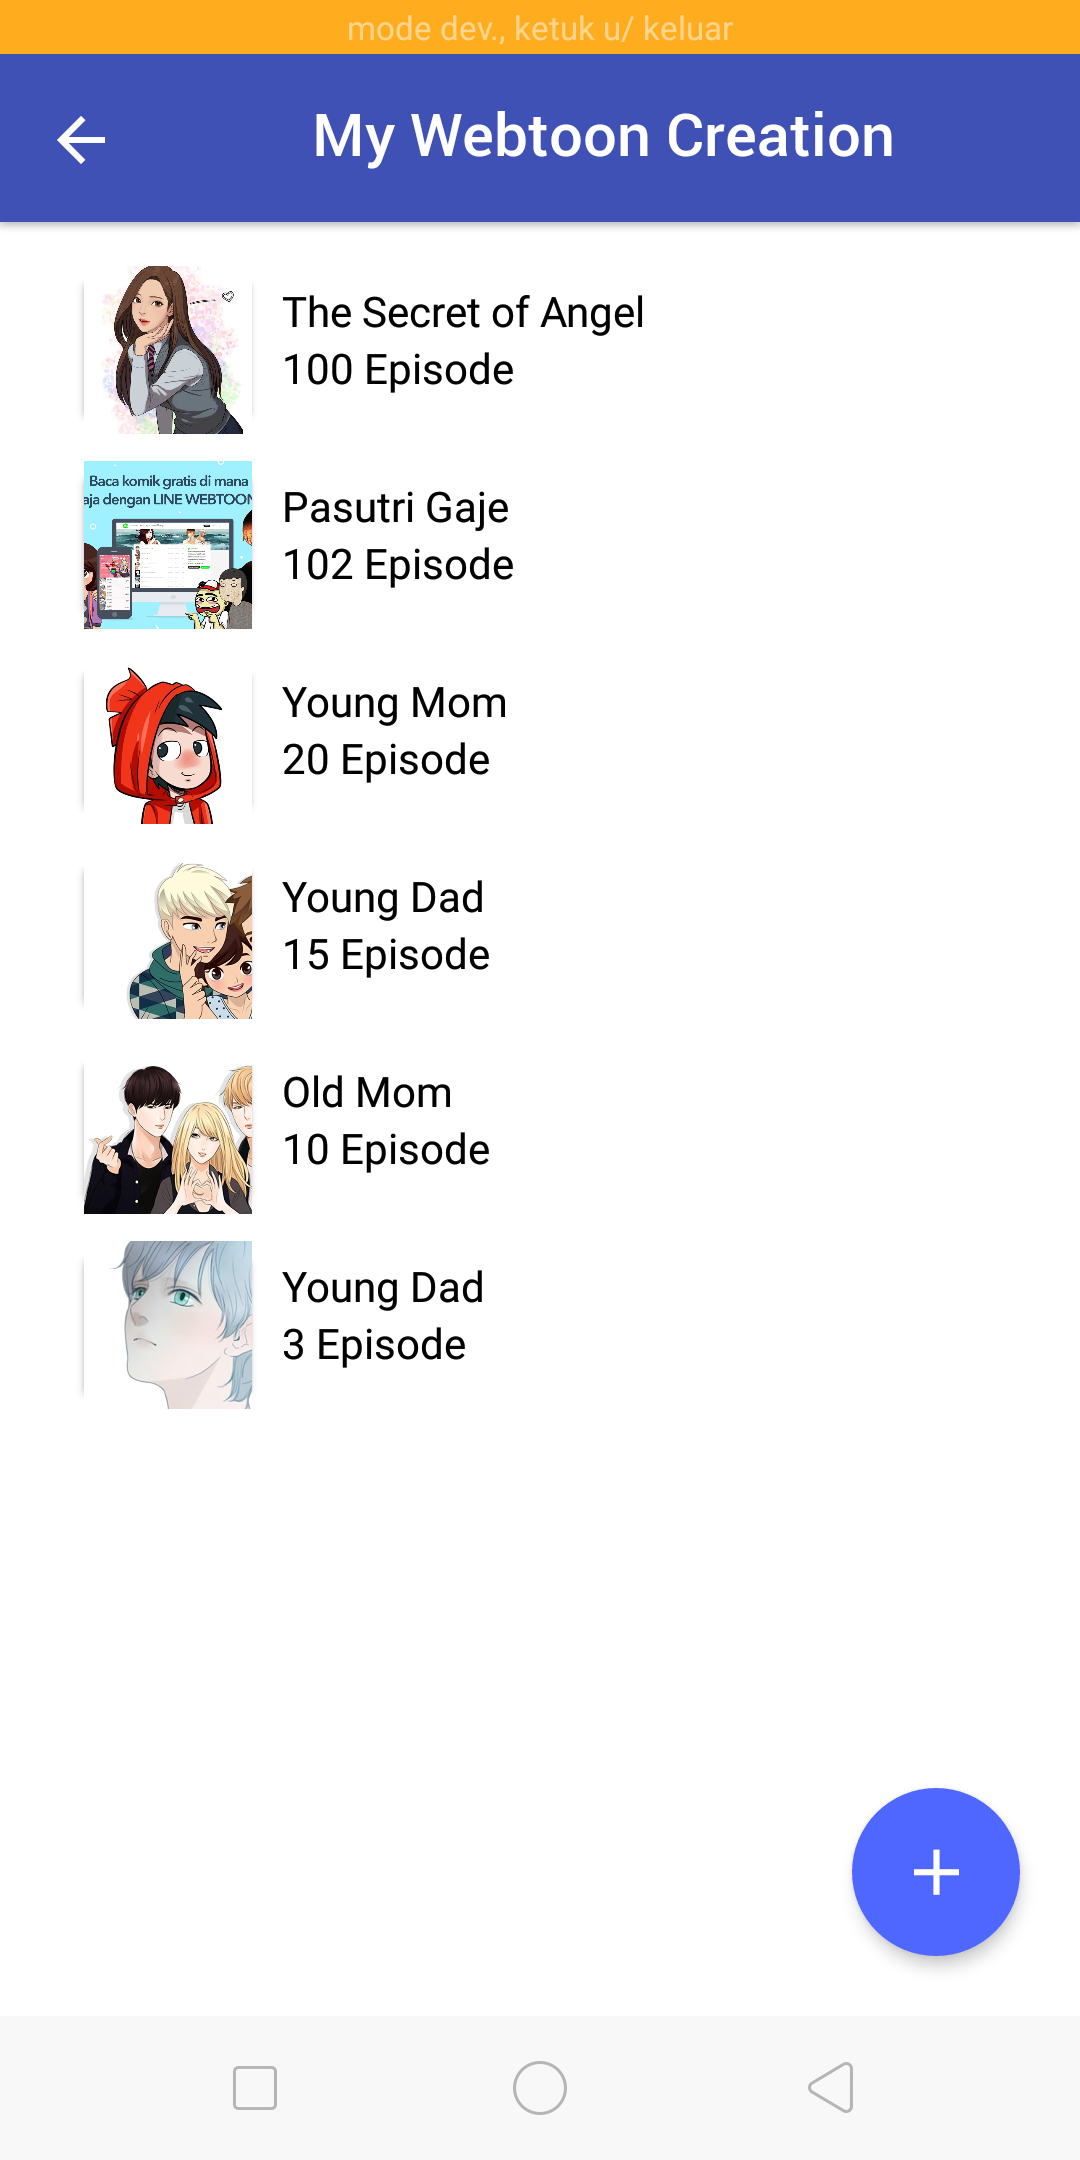 mode dev., ketuk u/ keluar
My Webtoon Creation
The Secret of Angel
100 Episode
Baca komik gratis di mana
aja dengan LINE WEBTOON
Pasutri Gaje
102 Episode
Young Mom
20 Episode
Young Dad
15 Episode
Old Mom
10 Episode
Young Dad
3 Episode